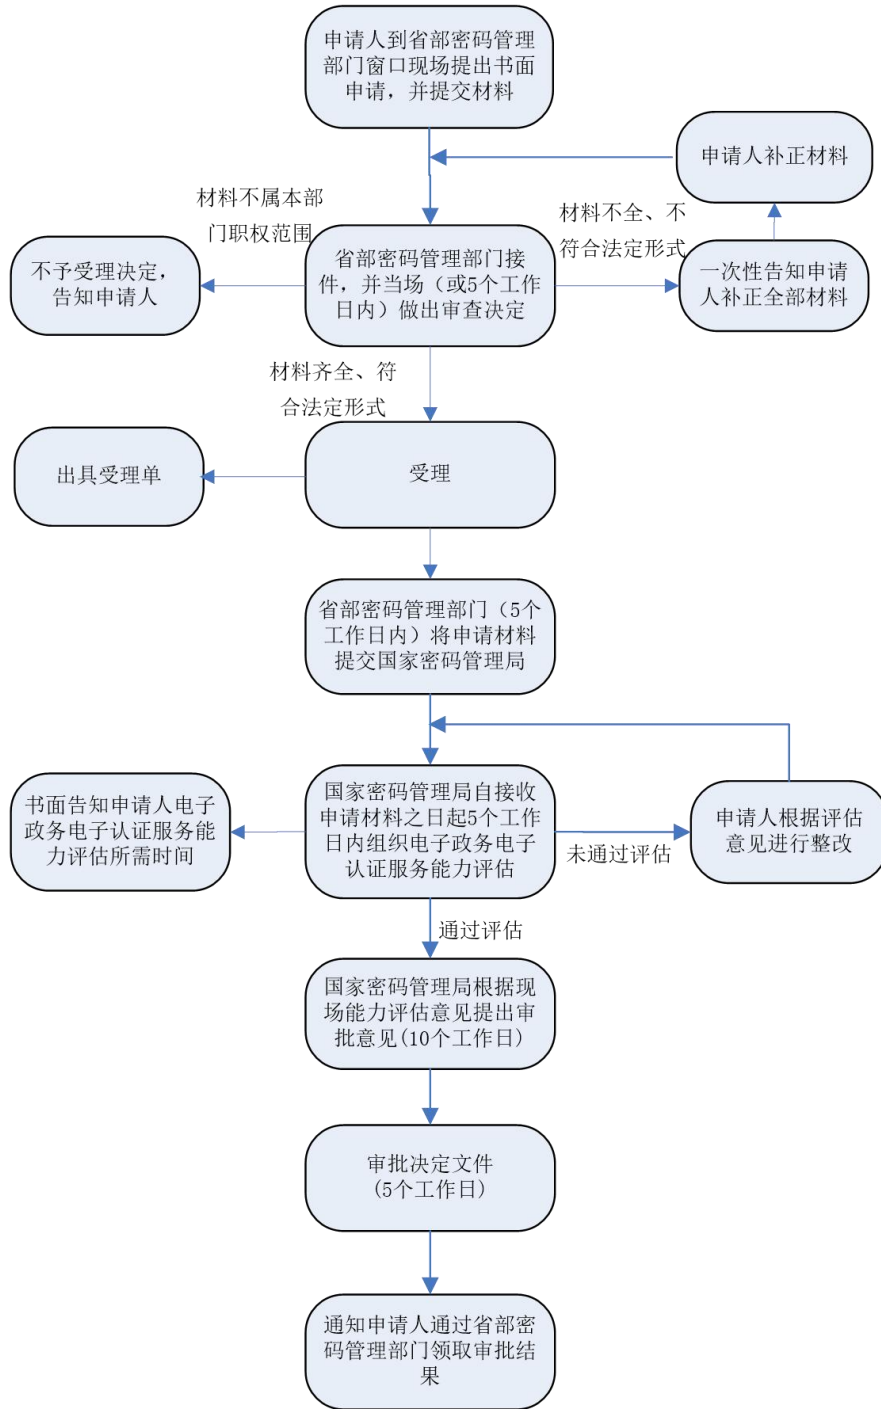 申请人到省部密码管理
部门窗口现场提出书面
申请，并提交材料
申请人补正材料
材料不属本部
门职权范围
材料不全、不
符合法定形式
不予受理决定，
告知申请人
省部密码管理部门接
件，并当场（或5个工作
日内）做出审查决定
一次性告知申请
人补正全部材料
材料齐全、符
合法定形式
出具受理单
受理
省部密码管理部门（5个
工作日内）将申请材料
提交国家密码管理局
书面告知申请人电子
政务电子认证服务能
力评估所需时间
国家密码管理局自接收
申请材料之日起5个工作
日内组织电子政务电子
认证服务能力评估
未通过评估
申请人根据评估
意见进行整改
通过评估
国家密码管理局根据现
场能力评估意见提出审
批意见(10个工作日)
审批决定文件
(5个工作日)
通知申请人通过省部密
码管理部门领取审批结
果